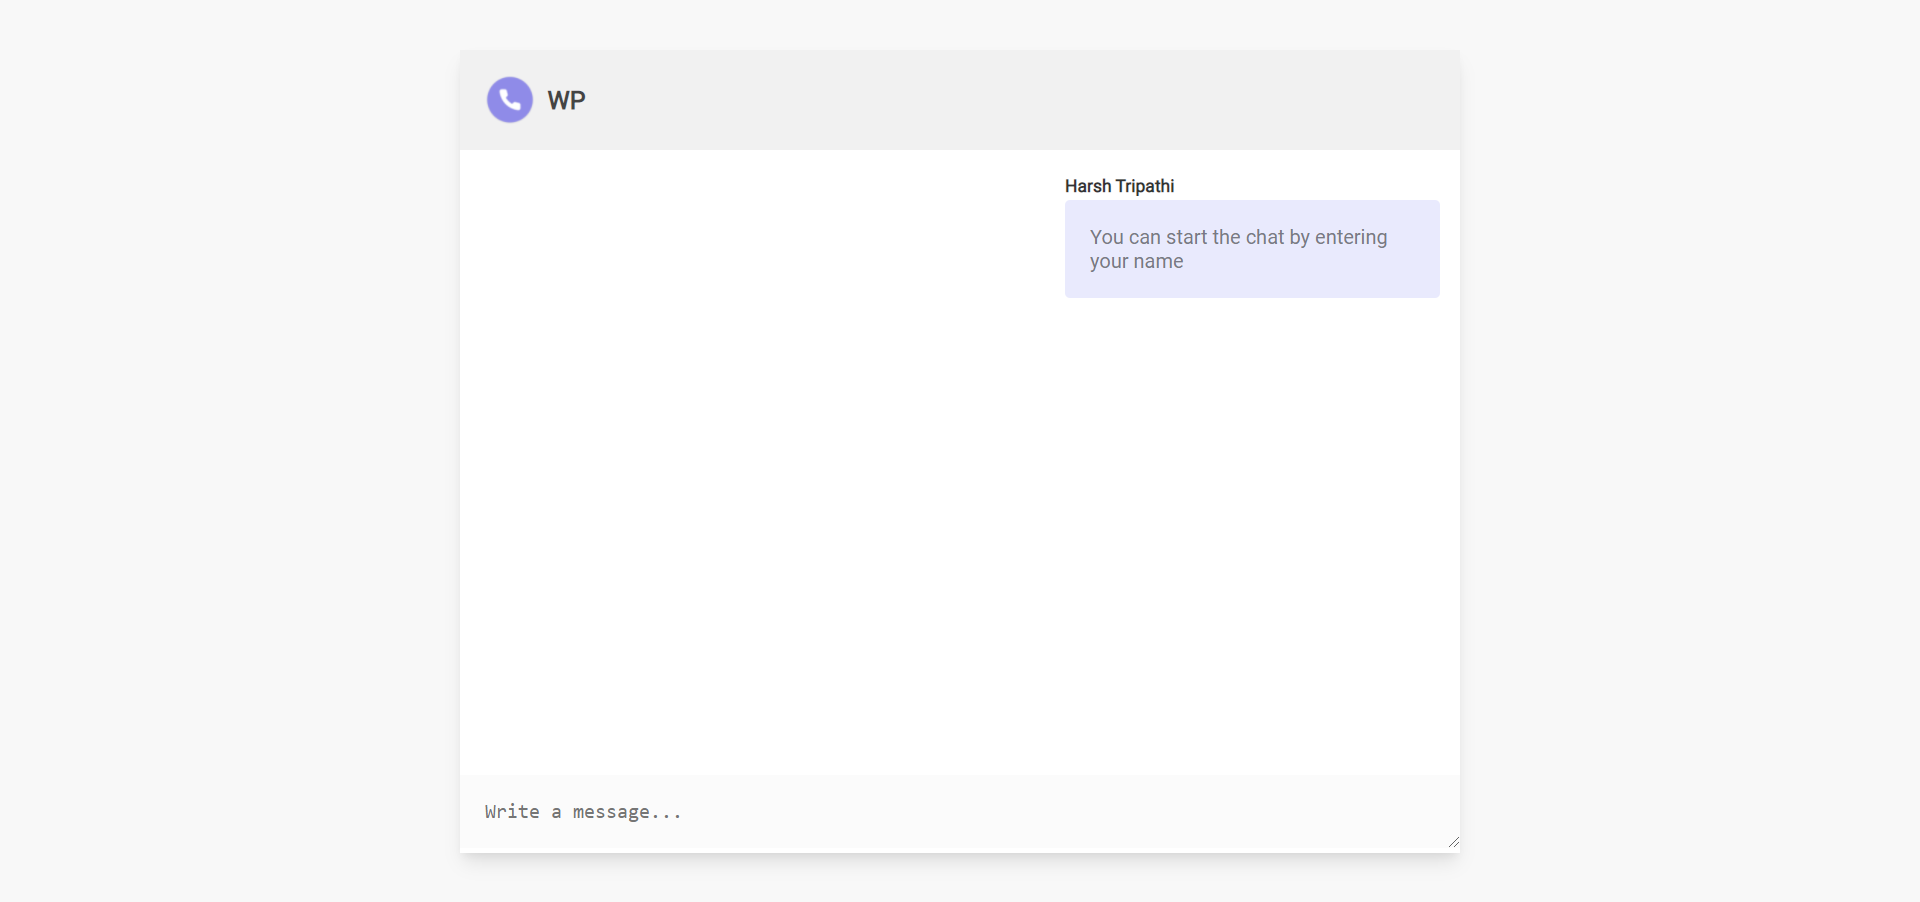 WP
Harsh Tripathi
You can start the chat by entering
your name
Write a message...